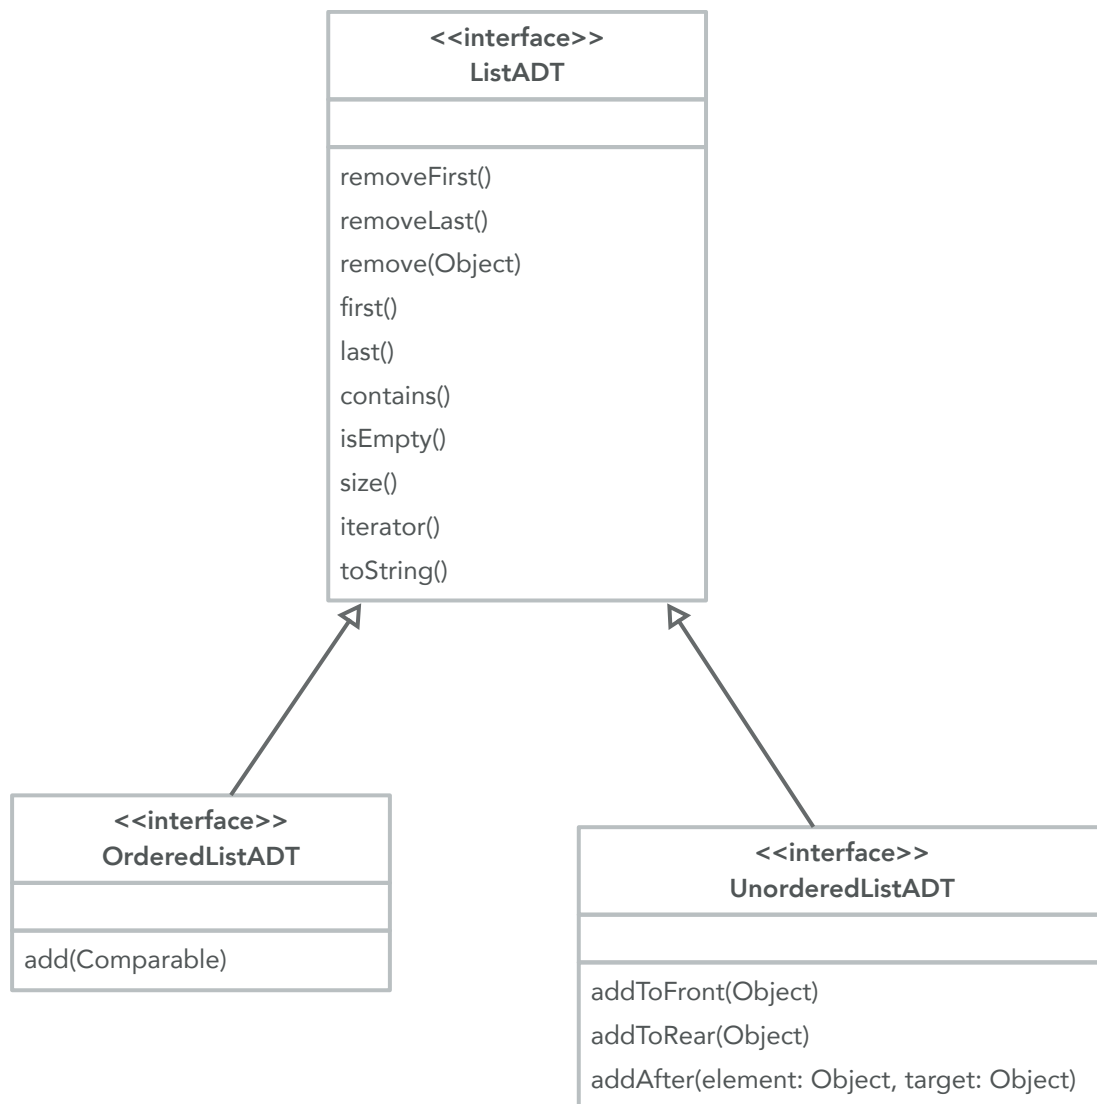 <<interface>>
ListADT
removeFirst()
removeLast()
remove(Object)
first()
last()
contains()
isEmpty()
size()
iterator()
toString()
<<interface>>
OrderedListADT
add(Comparable)
<<interface>>
UnorderedListADT
addToFront(Object)
addToRear(Object)
addAfter(element: Object, target: Object)